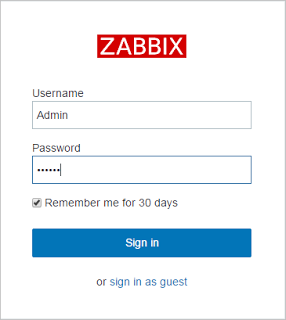 ZABBIX
Username
Admin
Password
••••••
Remember me for 30 days
Sign in
or sign in as guest